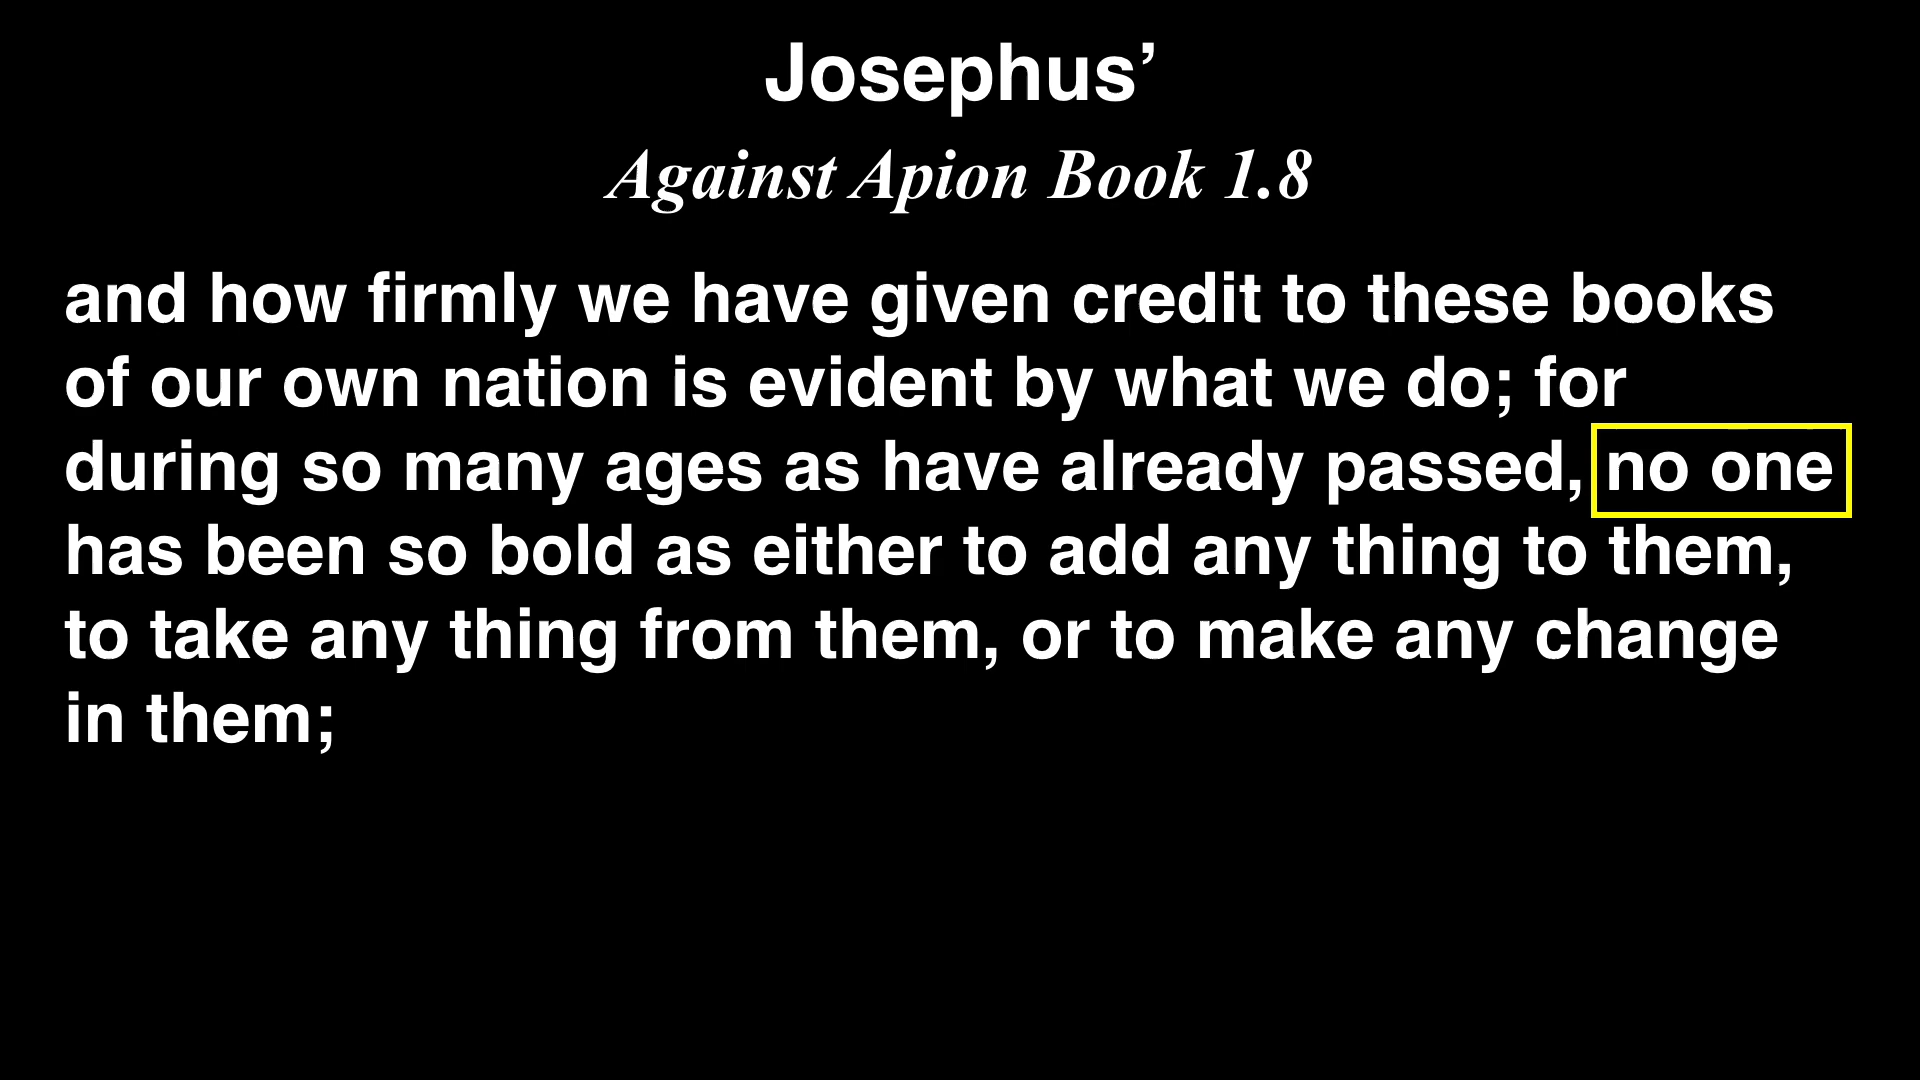 Josephus’
Against Apion Book 1.8
and how firmly we have given credit to these books
of our own nation is evident by what we do; for
during so many ages as have already passed, no one
has been so bold as either to add any thing to them,
to take any thing from them, or to make any change
in them;